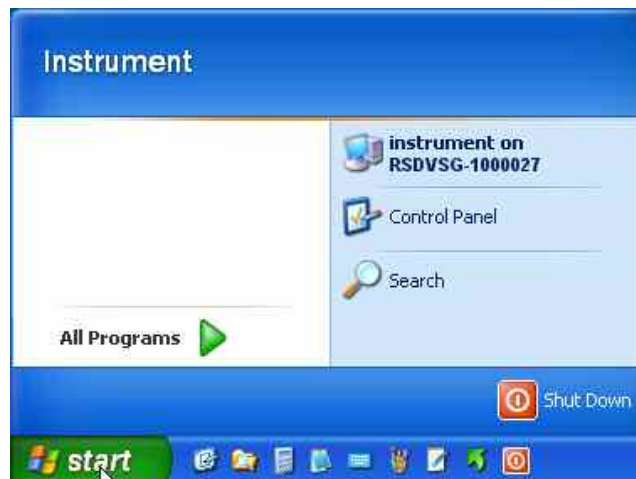 Instrument
instrument on
RSDVSG-1000027
Control Panel
Search
All Programs
Shut Down
start